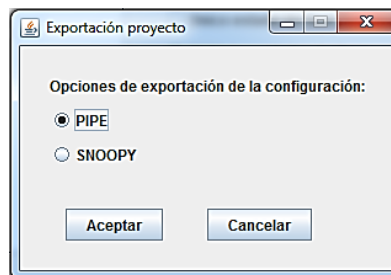 Exportación proyecto
Opciones de exportación de la configuración:
PIPE
SNOOPY
Aceptar Cancelar